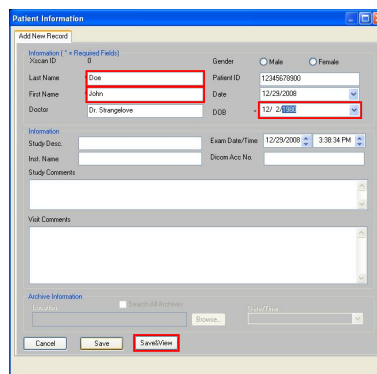 Patient Information
Add New Record
Information ( * = Required Fields)
Xscan ID 0 Gender Male Female
Last Name Doe Patient ID 12345678900
First Name John Date 12/29/2008
Doctor Dr. Strangelove DOB 12/ 2/1980
Information
Study Desc. Exam Date/Time 12/29/2008 3:38:34 PM
Inst. Name Dicom Acc No.
Study Comments
Visit Comments
Archive Information
Location Search All Archives Date/Time
Browse...
Cancel Save Save&View